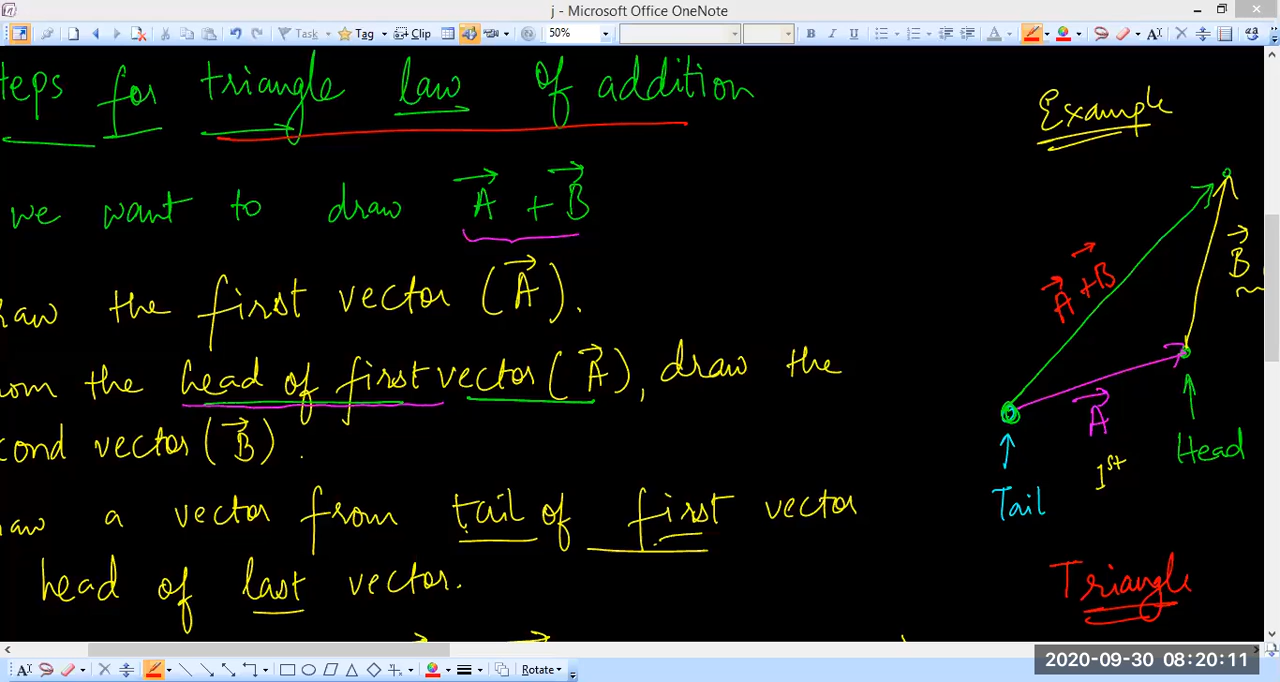 j - Microsoft Office OneNote
Task Tag Clip 50% B I U
teps for triangle law of addition
we want to draw A + B
raw the first vector (A).
rom the head of first vector (A), draw the
cond vector (B).
raw a vector from tail of first vector
head of last vector.
Example
A + B
B
A
1st
Head
Tail
Triangle
Rotate
2020-09-30 08:20:11